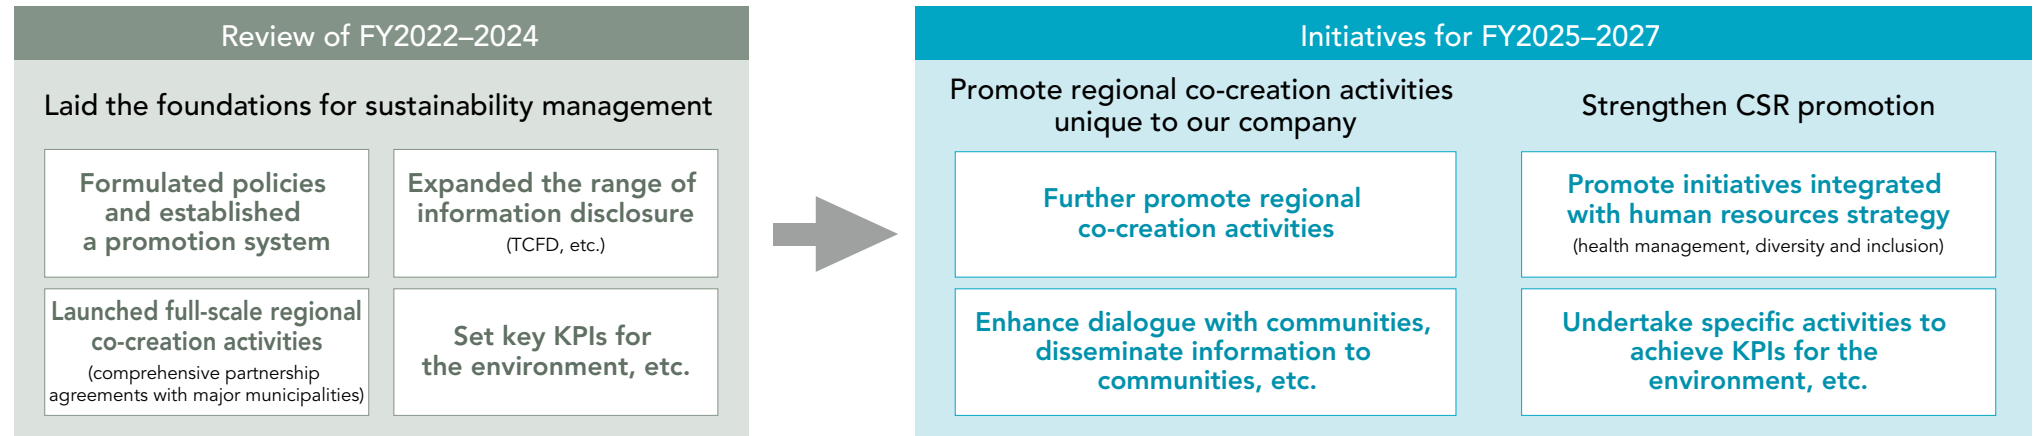 Review of FY2022–2024
Laid the foundations for sustainability management
Formulated policies
and established
a promotion system
Expanded the range of
information disclosure
(TCFD, etc.)
Launched full-scale regional
co-creation activities
(comprehensive partnership
agreements with major municipalities)
Set key KPIs for
the environment, etc.
Initiatives for FY2025–2027
Promote regional co-creation activities
unique to our company
Further promote regional
co-creation activities
Enhance dialogue with communities,
disseminate information to
communities, etc.
Strengthen CSR promotion
Promote initiatives integrated
with human resources strategy
(health management, diversity and inclusion)
Undertake specific activities to
achieve KPIs for the
environment, etc.